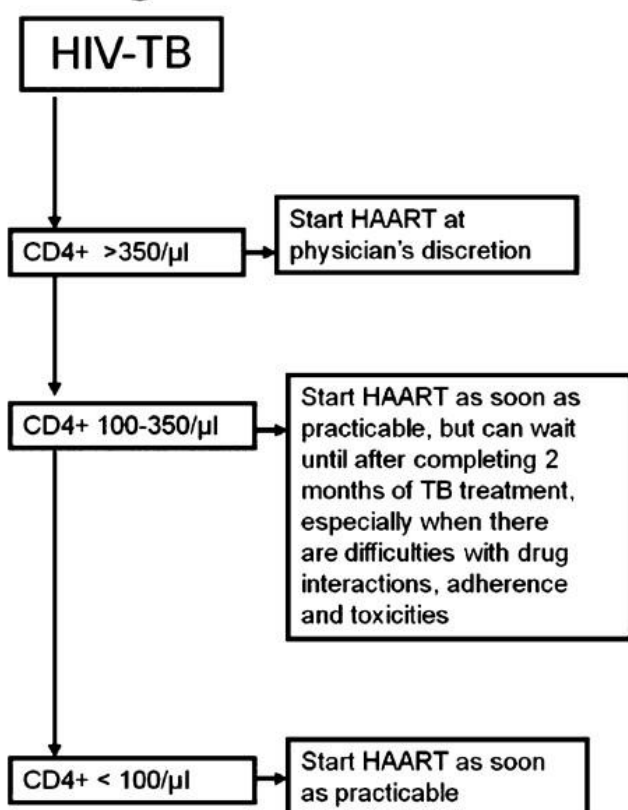 HIV-TB
CD4+ >350/µl
Start HAART at
physician's discretion
CD4+ 100-350/µl
Start HAART as soon as
practicable, but can wait
until after completing 2
months of TB treatment,
especially when there
are difficulties with drug
interactions, adherence
and toxicities
CD4+ < 100/µl
Start HAART as soon
as practicable